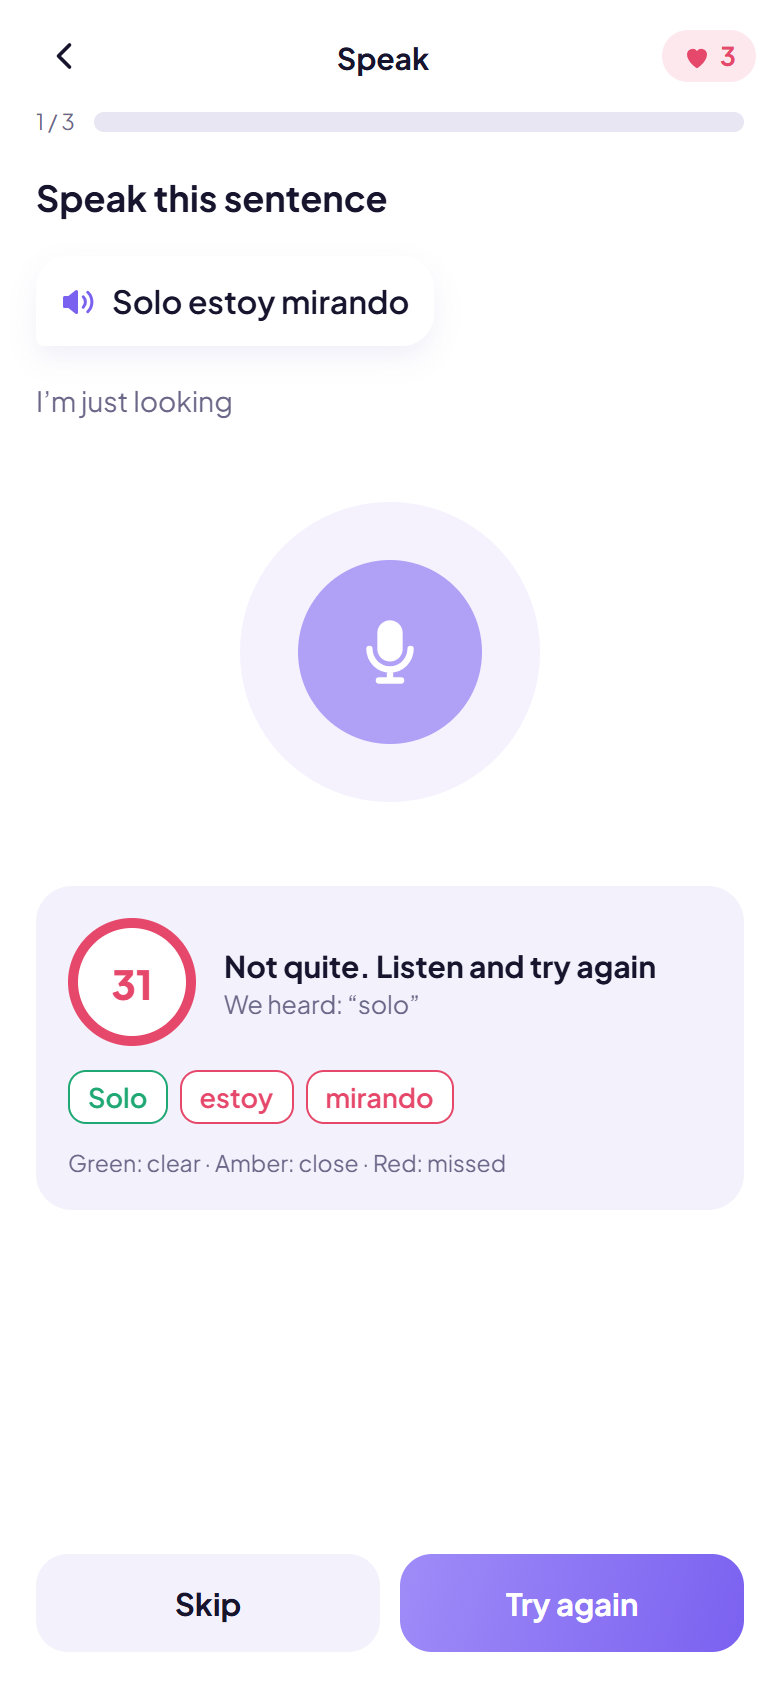 Speak
3
1 / 3
Speak this sentence
Solo estoy mirando
I’m just looking
31
Not quite. Listen and try again
We heard: “solo”
Solo estoy mirando
Green: clear · Amber: close · Red: missed
Skip
Try again